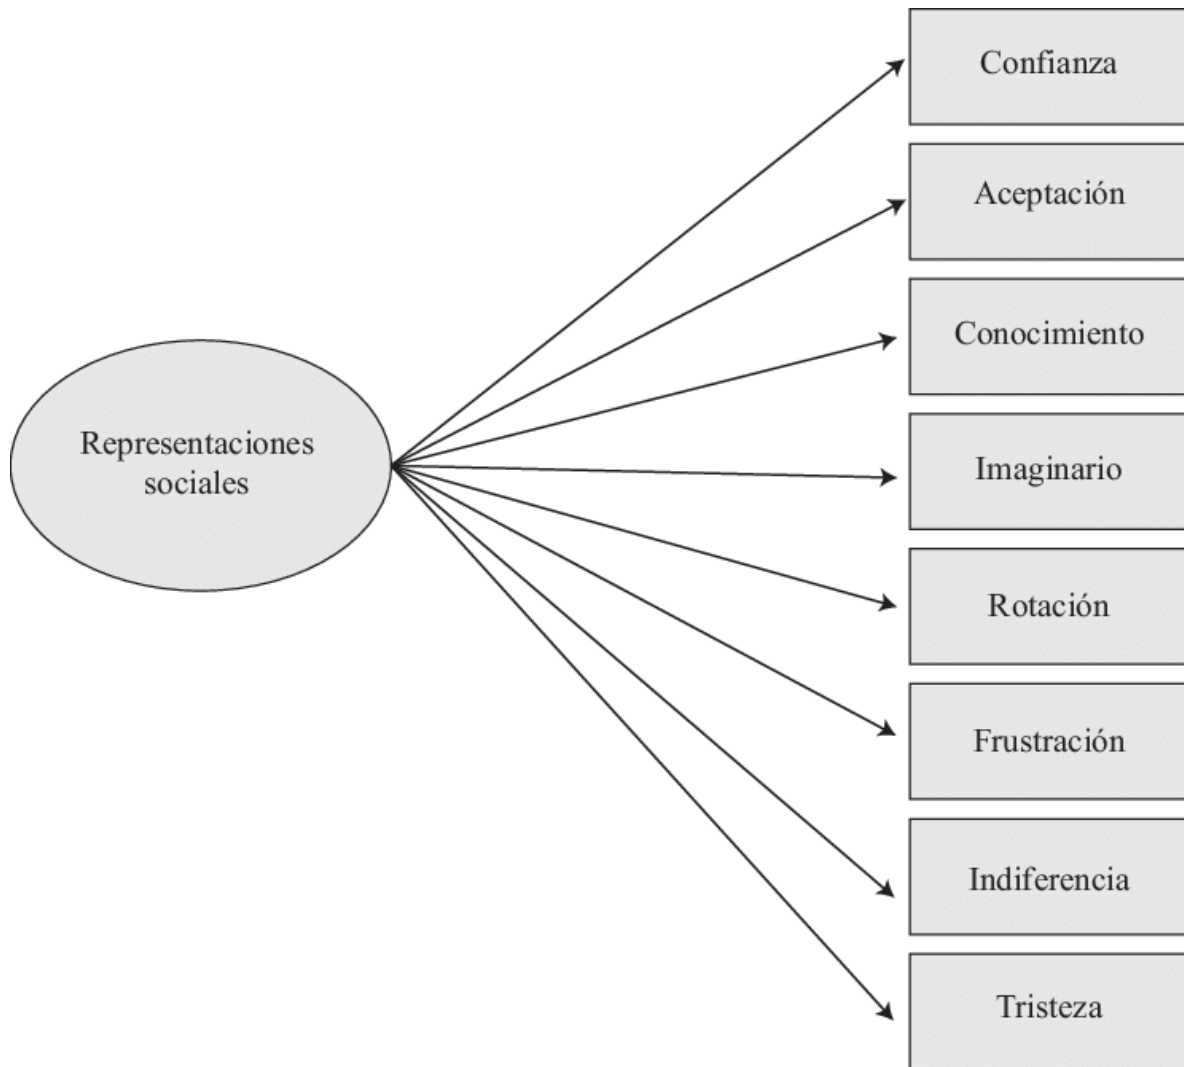 Confianza
Aceptación
Conocimiento
Representaciones
sociales
Imaginario
Rotación
Frustración
Indiferencia
Tristeza